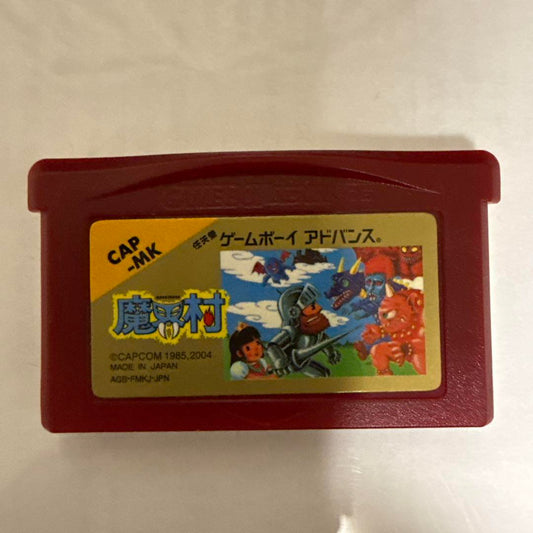 CAP
-MK
任天堂 ゲームボーイ アドバンス®
魔界村
©CAPCOM 1985,2004
MADE IN JAPAN
AGB-FMKJ-JPN